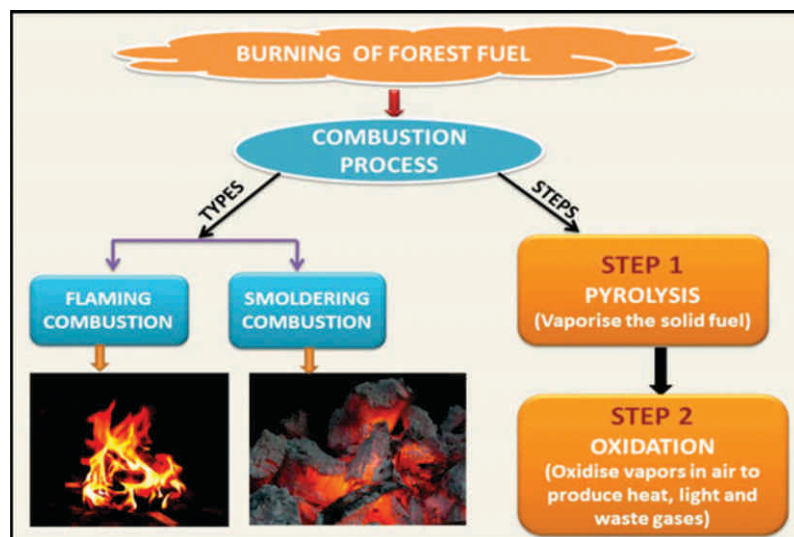 BURNING OF FOREST FUEL
COMBUSTION
PROCESS
TYPES
STEPS
FLAMING
COMBUSTION
SMOLDERING
COMBUSTION
STEP 1
PYROLYSIS
(Vaporise the solid fuel)
STEP 2
OXIDATION
(Oxidise vapors in air to
produce heat, light and
waste gases)